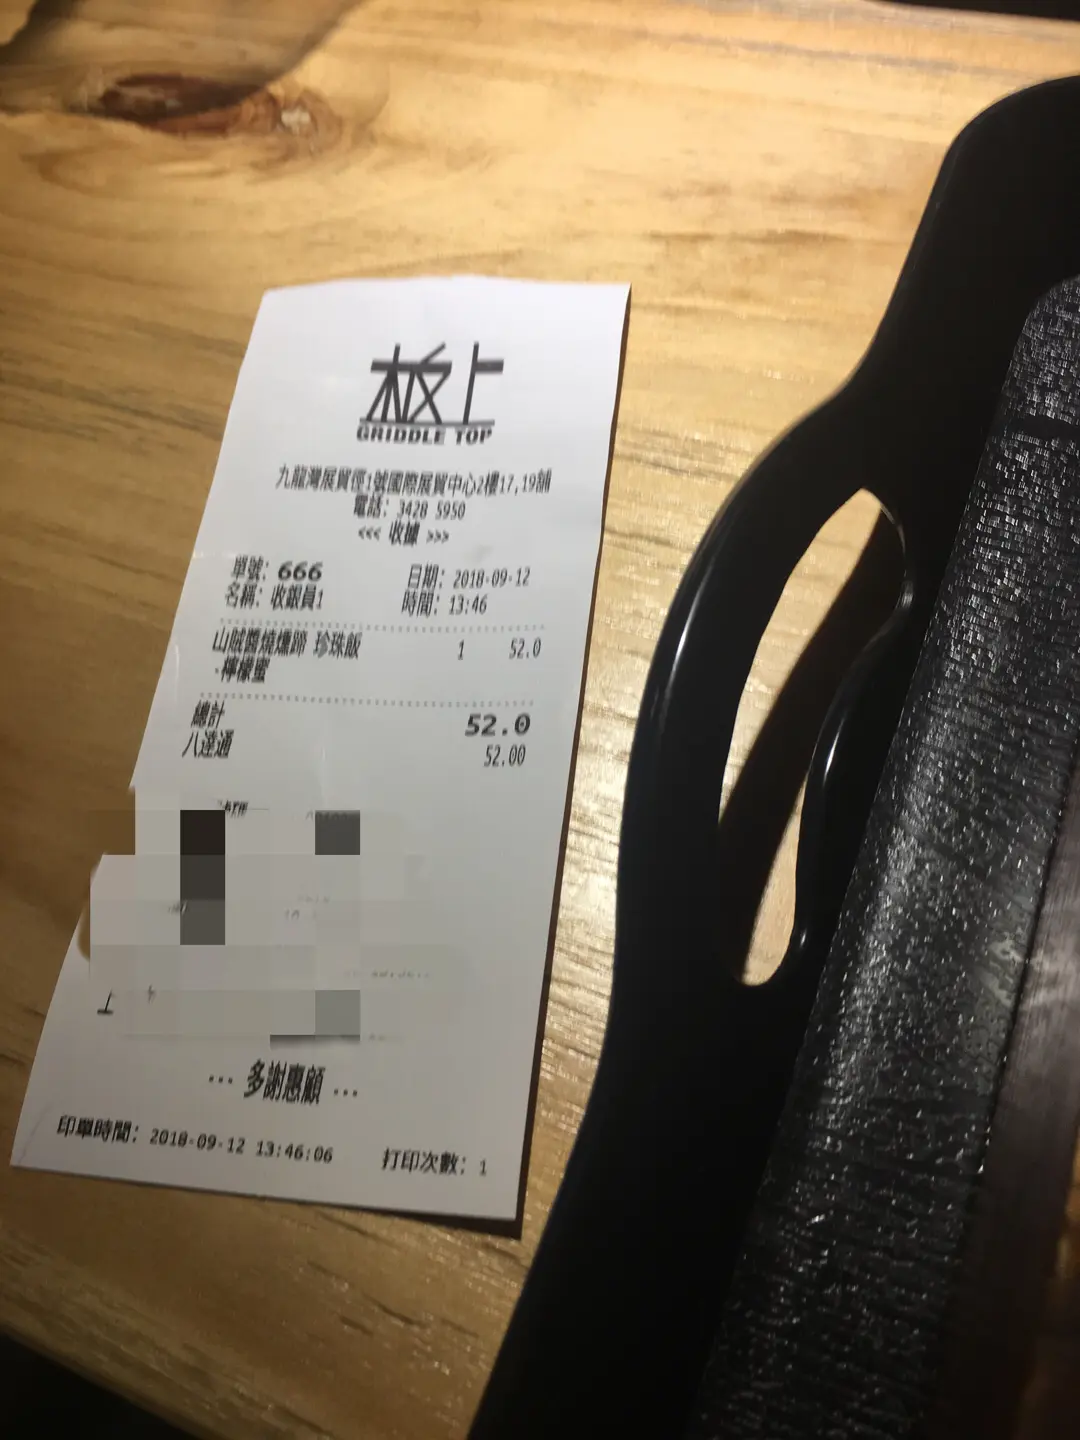 板上
GRIDDLE TOP
九龍灣展貿徑1號國際展貿中心2樓17,19舖
電話: 3428 5950
<<< 收據 >>>
單號: 666 日期: 2018-09-12
名稱: 收銀員1 時間: 13:46
山賊醬燒燻蹄 珍珠飯 1 52.0
·檸檬蜜
總計 52.0
八達通 52.00
··· 多謝惠顧 ···
印單時間: 2018-09-12 13:46:06 打印次數: 1